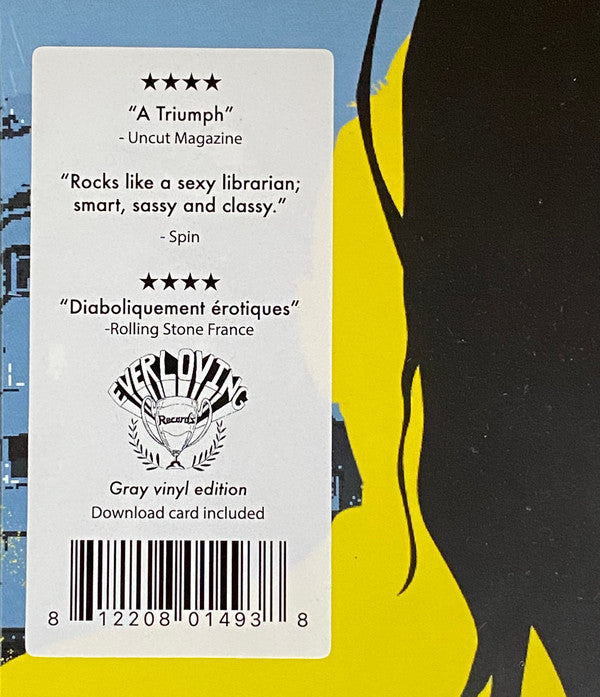 ★★★★
“A Triumph”
- Uncut Magazine
“Rocks like a sexy librarian;
smart, sassy and classy.”
- Spin
★★★★
“Diaboliquement érotiques”
-Rolling Stone France
EVERLOVING
Records
Gray vinyl edition
Download card included
8 12208 01493 8